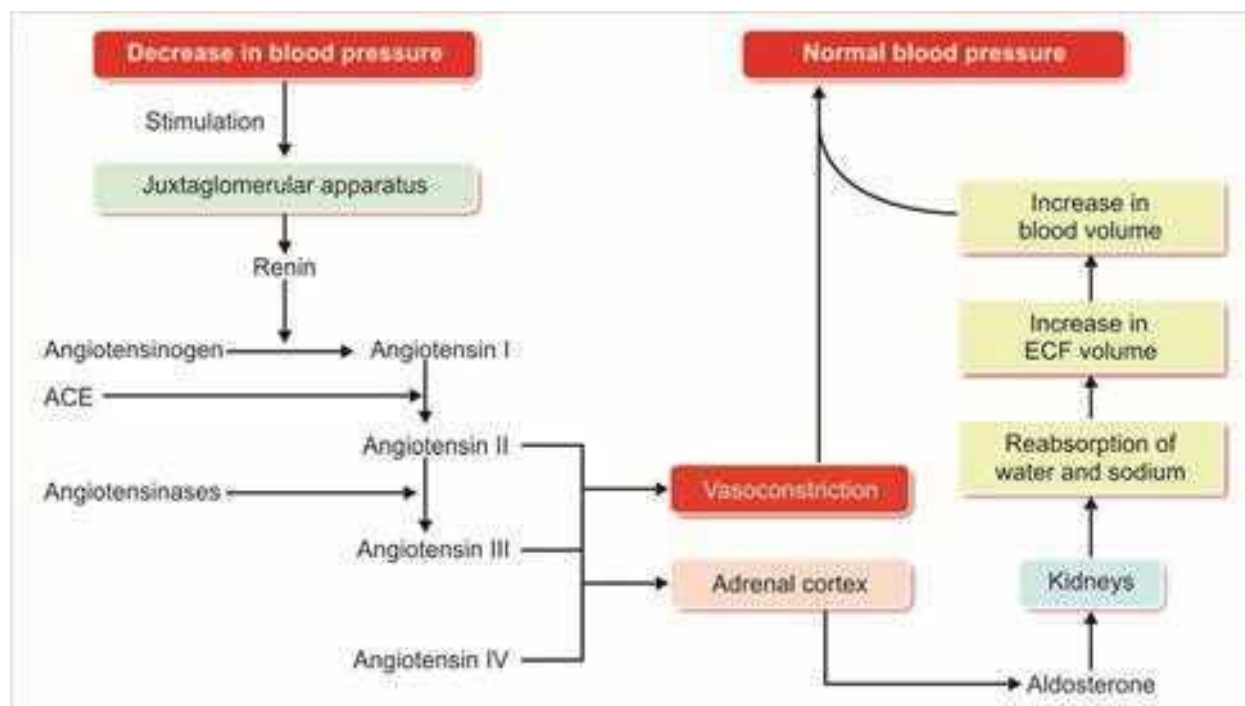 Decrease in blood pressure
Normal blood pressure
Stimulation
Juxtaglomerular apparatus
Renin
Angiotensinogen
Angiotensin I
ACE
Angiotensin II
Angiotensinases
Angiotensin III
Angiotensin IV
Vasoconstriction
Adrenal cortex
Increase in
blood volume
Increase in
ECF volume
Reabsorption of
water and sodium
Kidneys
Aldosterone